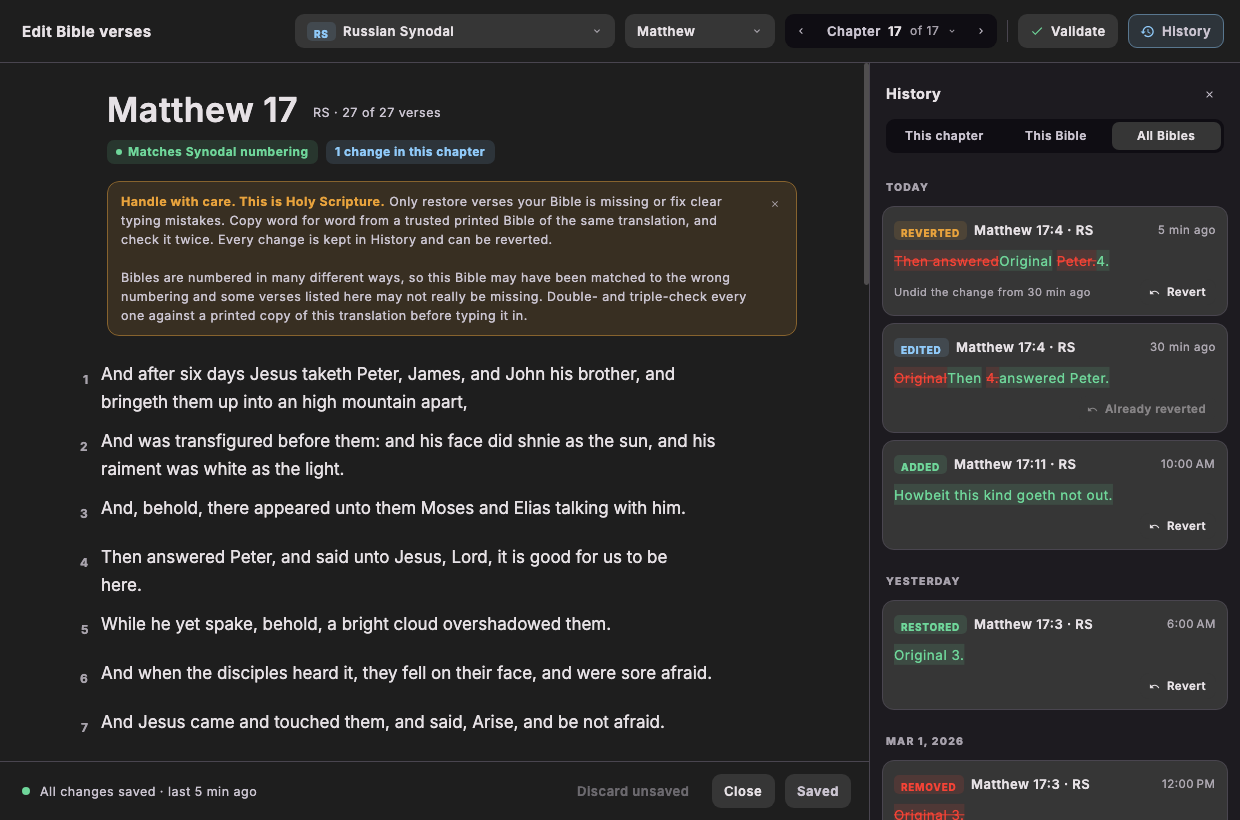 Edit Bible verses
RS Russian Synodal
Matthew
Chapter 17 of 17
Validate
History
Matthew 17 RS · 27 of 27 verses
Matches Synodal numbering
1 change in this chapter
Handle with care. This is Holy Scripture. Only restore verses your Bible is missing or fix clear
typing mistakes. Copy word for word from a trusted printed Bible of the same translation, and
check it twice. Every change is kept in History and can be reverted.
Bibles are numbered in many different ways, so this Bible may have been matched to the wrong
numbering and some verses listed here may not really be missing. Double- and triple-check every
one against a printed copy of this translation before typing it in.
1 And after six days Jesus taketh Peter, James, and John his brother, and
bringeth them up into an high mountain apart,
2 And was transfigured before them: and his face did shnie as the sun, and his
raiment was white as the light.
3 And, behold, there appeared unto them Moses and Elias talking with him.
4 Then answered Peter, and said unto Jesus, Lord, it is good for us to be
here.
5 While he yet spake, behold, a bright cloud overshadowed them.
6 And when the disciples heard it, they fell on their face, and were sore afraid.
7 And Jesus came and touched them, and said, Arise, and be not afraid.
All changes saved · last 5 min ago
Discard unsaved
Close
Saved
History
This chapter
This Bible
All Bibles
TODAY
REVERTED Matthew 17:4 · RS 5 min ago
Then answeredOriginal Peter.4.
Undid the change from 30 min ago Revert
EDITED Matthew 17:4 · RS 30 min ago
OriginalThen 4.answered Peter.
Already reverted
ADDED Matthew 17:11 · RS 10:00 AM
Howbeit this kind goeth not out.
Revert
YESTERDAY
RESTORED Matthew 17:3 · RS 6:00 AM
Original 3.
Revert
MAR 1, 2026
REMOVED Matthew 17:3 · RS 12:00 PM
Original 3.